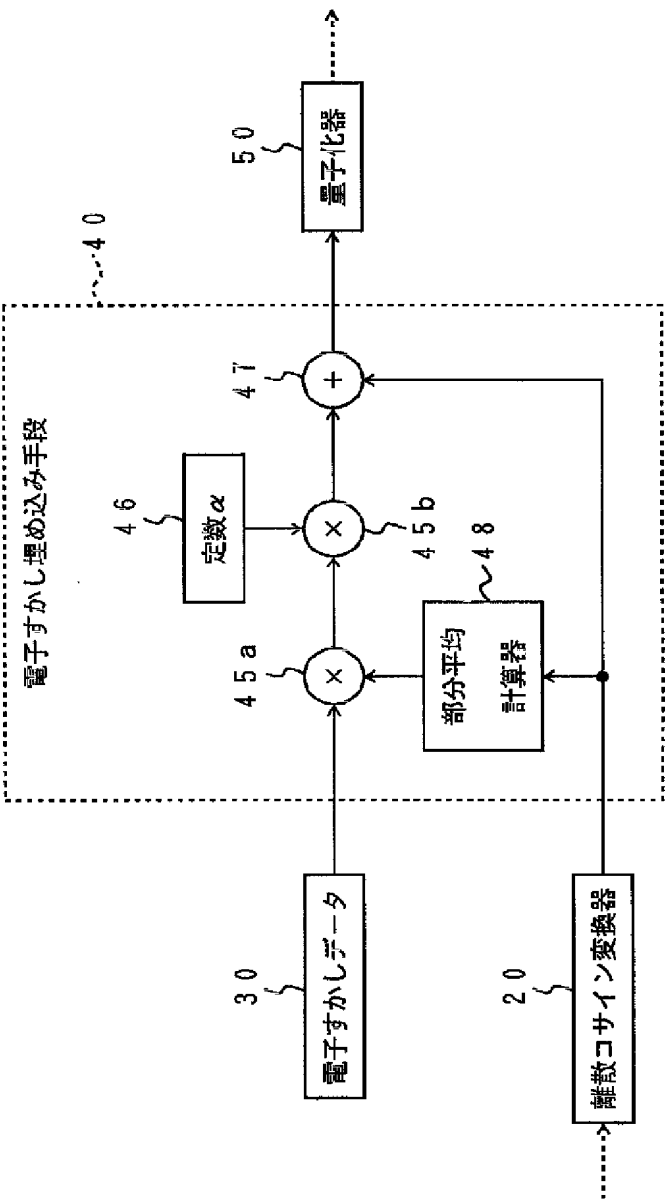 電子すかし埋め込み手段
40
30
電子すかしデータ
45a
×
46
定数α
×
45b
47
+
50
量子化器
部分平均
計算器
48
20
離散コサイン変換器